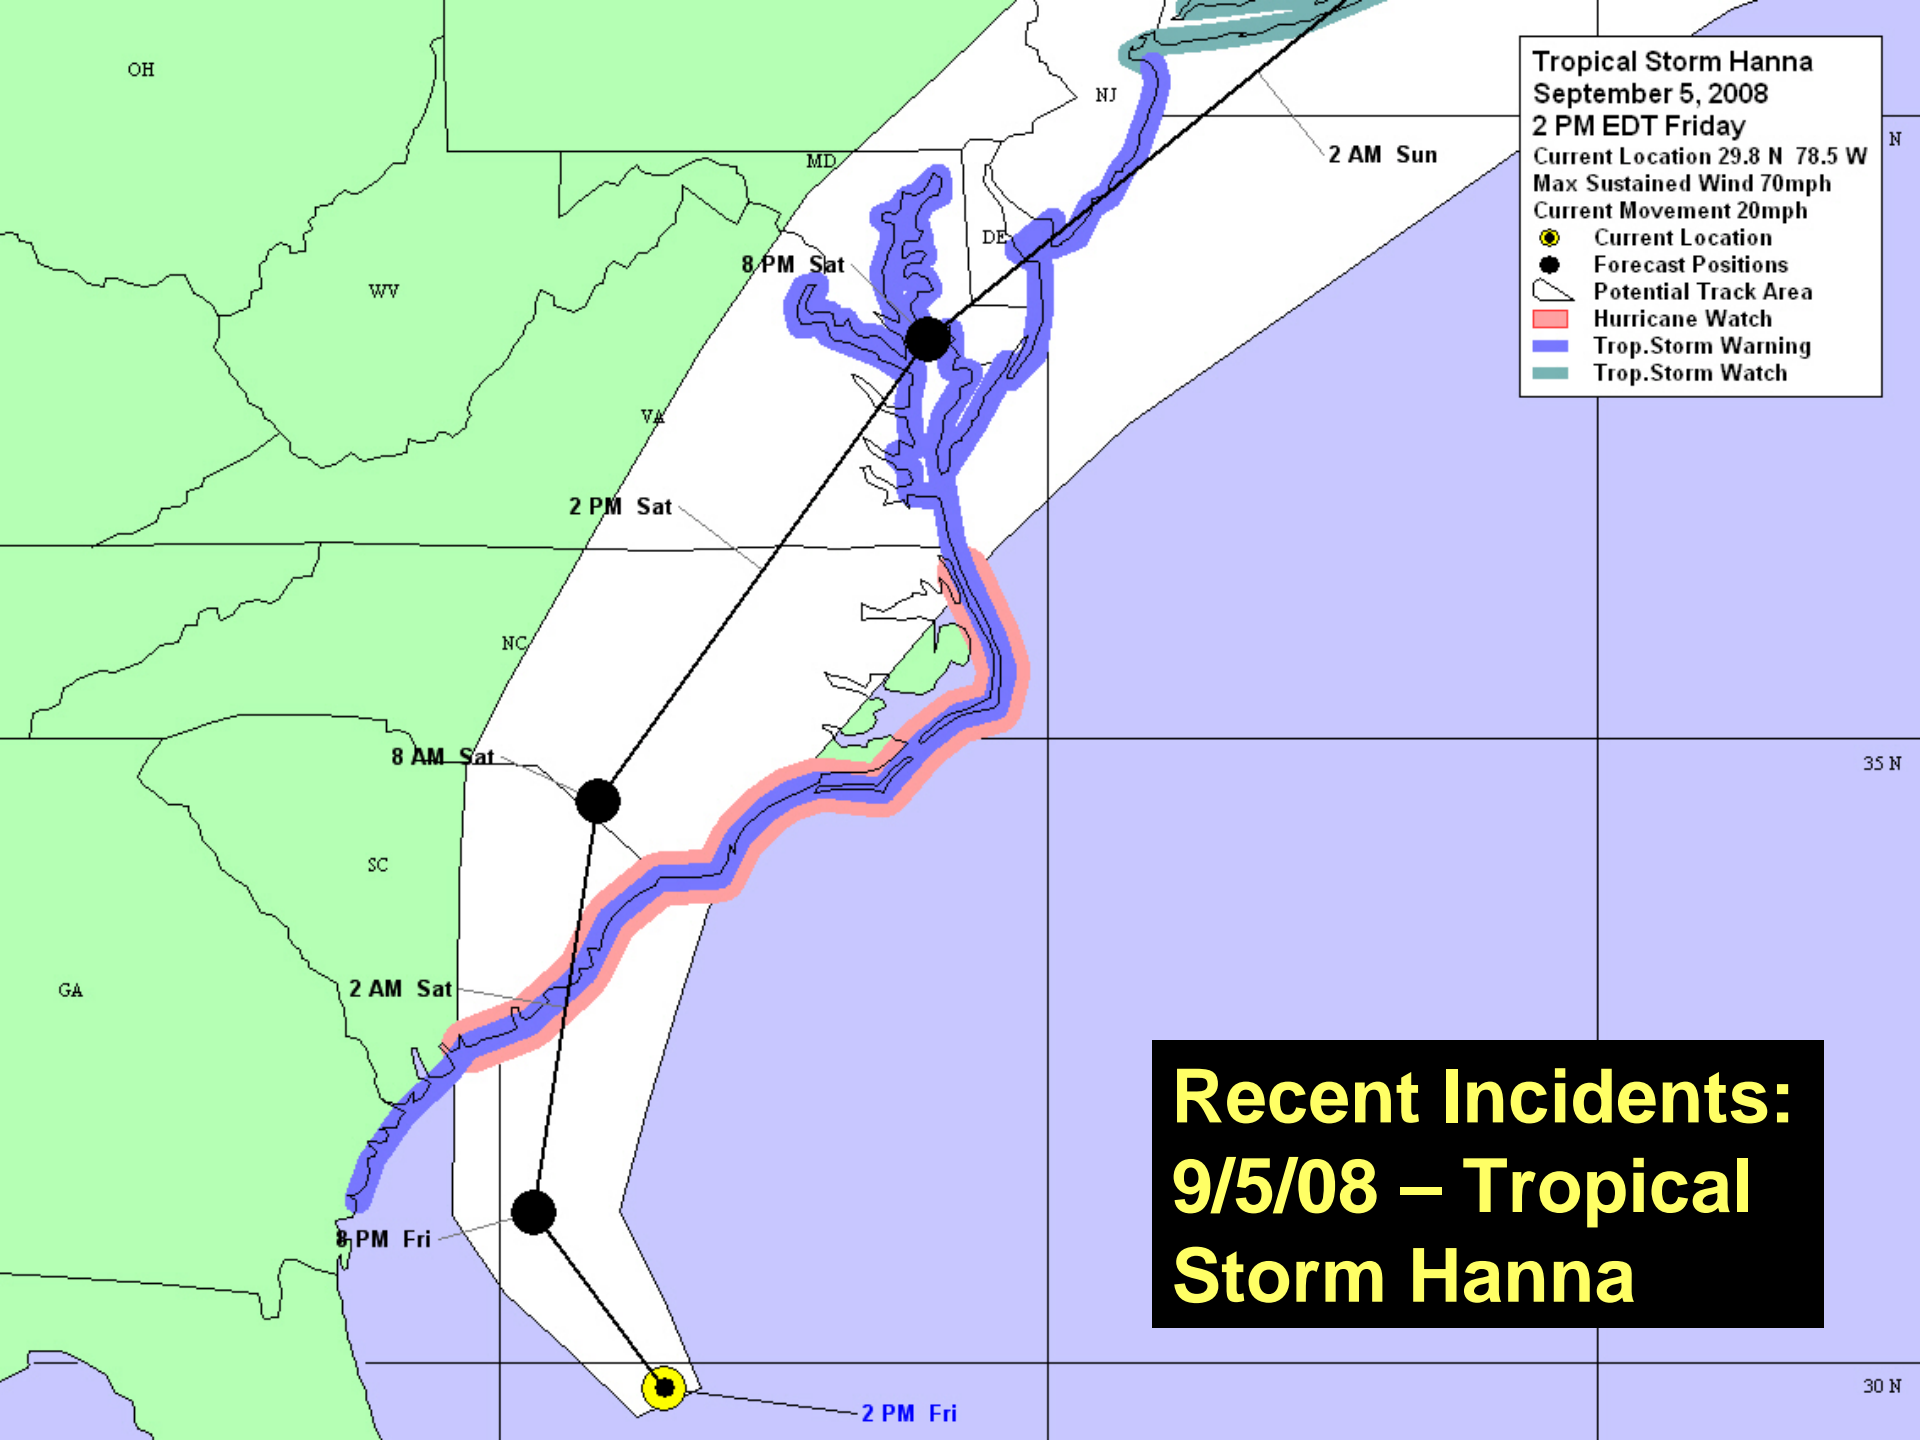 OH
NJ
MD
2 AM Sun
DE
8 PM Sat
WV
VA
2 PM Sat
NC
8 AM Sat
SC
2 AM Sat
GA
8 PM Fri
2 PM Fri
N
35 N
30 N
Tropical Storm Hanna
September 5, 2008
2 PM EDT Friday
Current Location 29.8 N 78.5 W
Max Sustained Wind 70mph
Current Movement 20mph
Current Location
Forecast Positions
Potential Track Area
Hurricane Watch
Trop.Storm Warning
Trop.Storm Watch
Recent Incidents:
9/5/08 – Tropical
Storm Hanna